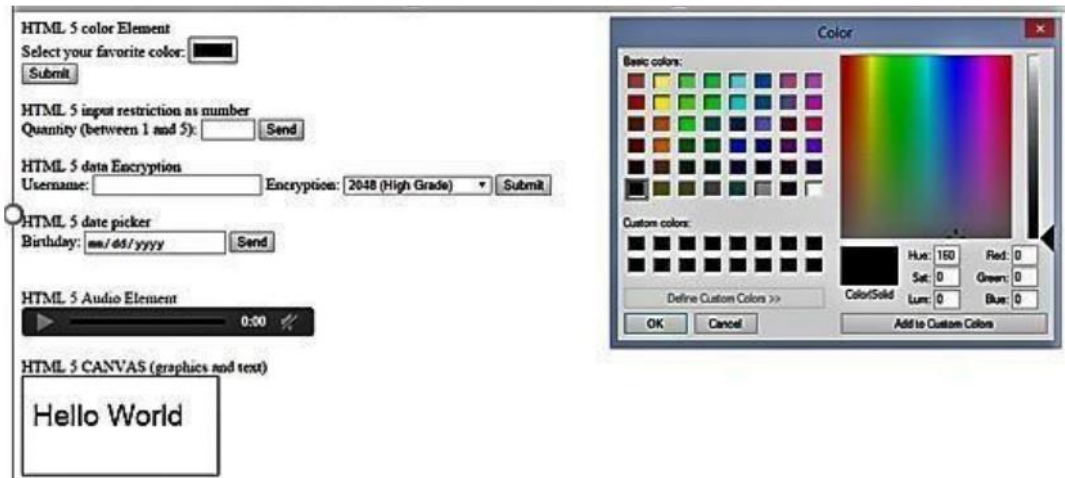 HTML 5 color Element
Select your favorite color:
Submit
HTML 5 input restriction as number
Quantity (between 1 and 5): Send
HTML 5 data Encryption
Username: Encryption: 2048 (High Grade) Submit
HTML 5 date picker
Birthday: mm/dd/yyyy Send
HTML 5 Audio Element
0:00
HTML 5 CANVAS (graphics and text)
Hello World
Color
Basic colors:
Custom colors:
Define Custom Colors >>
OK Cancel
Color|Solid
Hue: 160 Red: 0
Sat: 0 Green: 0
Lum: 0 Blue: 0
Add to Custom Colors